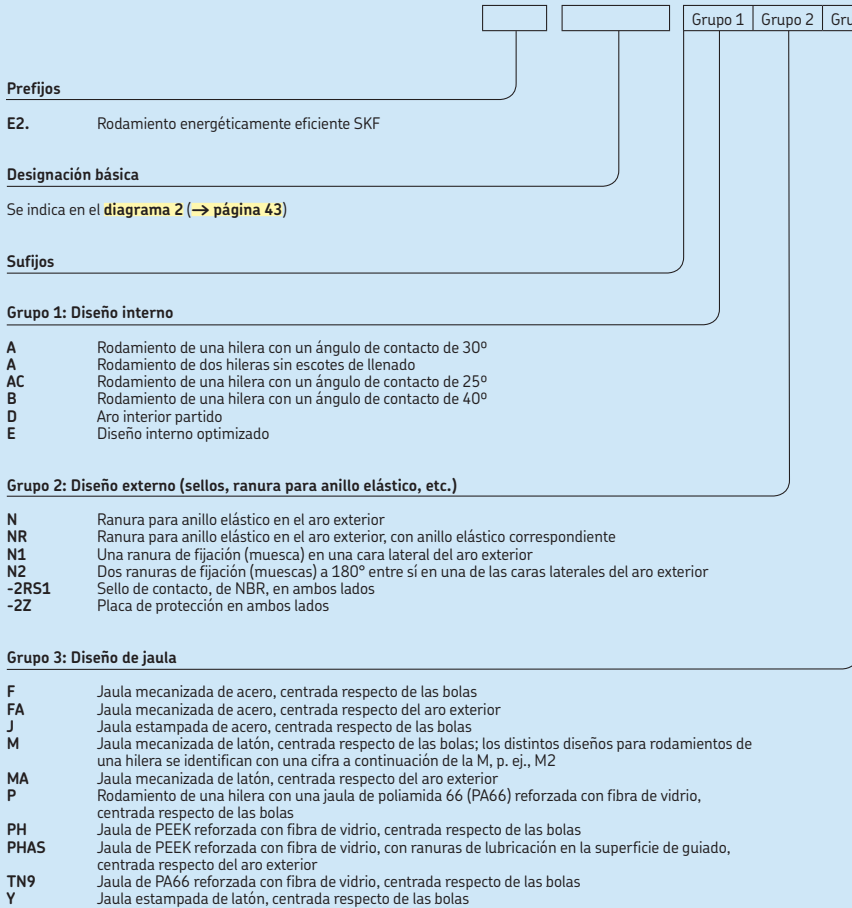 Grupo 1 Grupo 2 Gru
Prefijos
E2. Rodamiento energéticamente eficiente SKF
Designación básica
Se indica en el diagrama 2 (→ página 43)
Sufijos
Grupo 1: Diseño interno
A Rodamiento de una hilera con un ángulo de contacto de 30º
A Rodamiento de dos hileras sin escotes de llenado
AC Rodamiento de una hilera con un ángulo de contacto de 25º
B Rodamiento de una hilera con un ángulo de contacto de 40º
D Aro interior partido
E Diseño interno optimizado
Grupo 2: Diseño externo (sellos, ranura para anillo elástico, etc.)
N Ranura para anillo elástico en el aro exterior
NR Ranura para anillo elástico en el aro exterior, con anillo elástico correspondiente
N1 Una ranura de fijación (muesca) en una cara lateral del aro exterior
N2 Dos ranuras de fijación (muescas) a 180° entre sí en una de las caras laterales del aro exterior
-2RS1 Sello de contacto, de NBR, en ambos lados
-2Z Placa de protección en ambos lados
Grupo 3: Diseño de jaula
F Jaula mecanizada de acero, centrada respecto de las bolas
FA Jaula mecanizada de acero, centrada respecto del aro exterior
J Jaula estampada de acero, centrada respecto de las bolas
M Jaula mecanizada de latón, centrada respecto de las bolas; los distintos diseños para rodamientos de
una hilera se identifican con una cifra a continuación de la M, p. ej., M2
MA Jaula mecanizada de latón, centrada respecto del aro exterior
P Rodamiento de una hilera con una jaula de poliamida 66 (PA66) reforzada con fibra de vidrio,
centrada respecto de las bolas
PH Jaula de PEEK reforzada con fibra de vidrio, centrada respecto de las bolas
PHAS Jaula de PEEK reforzada con fibra de vidrio, con ranuras de lubricación en la superficie de guiado,
centrada respecto del aro exterior
TN9 Jaula de PA66 reforzada con fibra de vidrio, centrada respecto de las bolas
Y Jaula estampada de latón, centrada respecto de las bolas